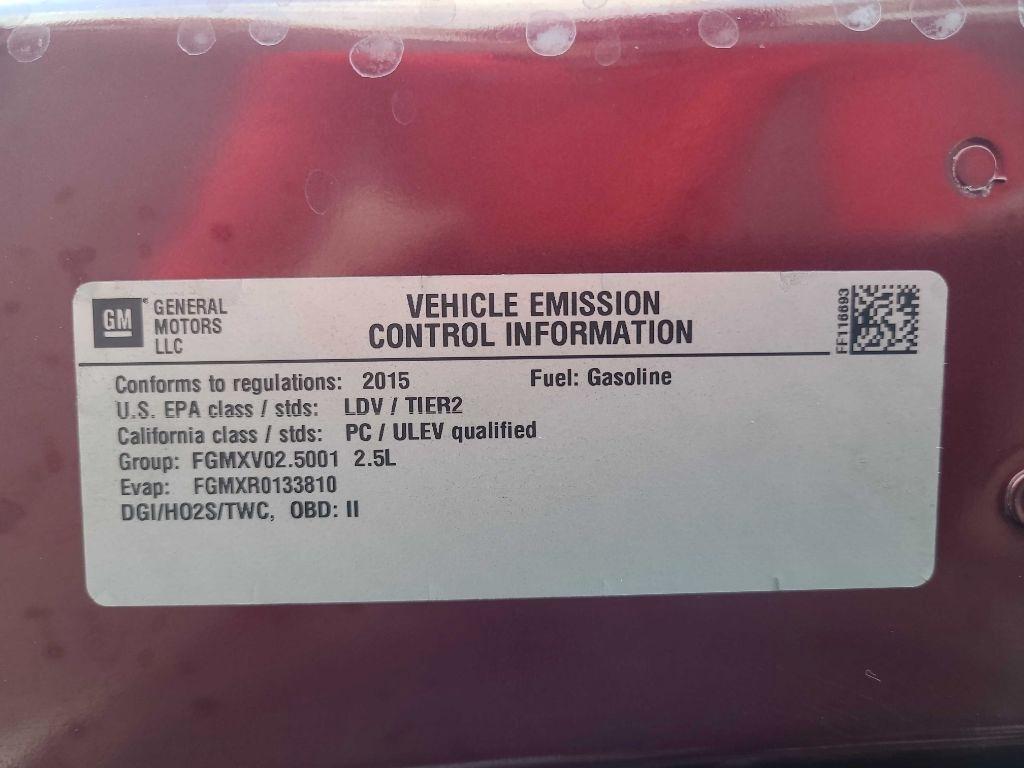 GM
GENERAL
MOTORS
LLC
VEHICLE EMISSION
CONTROL INFORMATION
FF116693
Conforms to regulations: 2015 Fuel: Gasoline
U.S. EPA class / stds: LDV / TIER2
California class / stds: PC / ULEV qualified
Group: FGMXV02.5001 2.5L
Evap: FGMXR0133810
DGI/HO2S/TWC, OBD: II